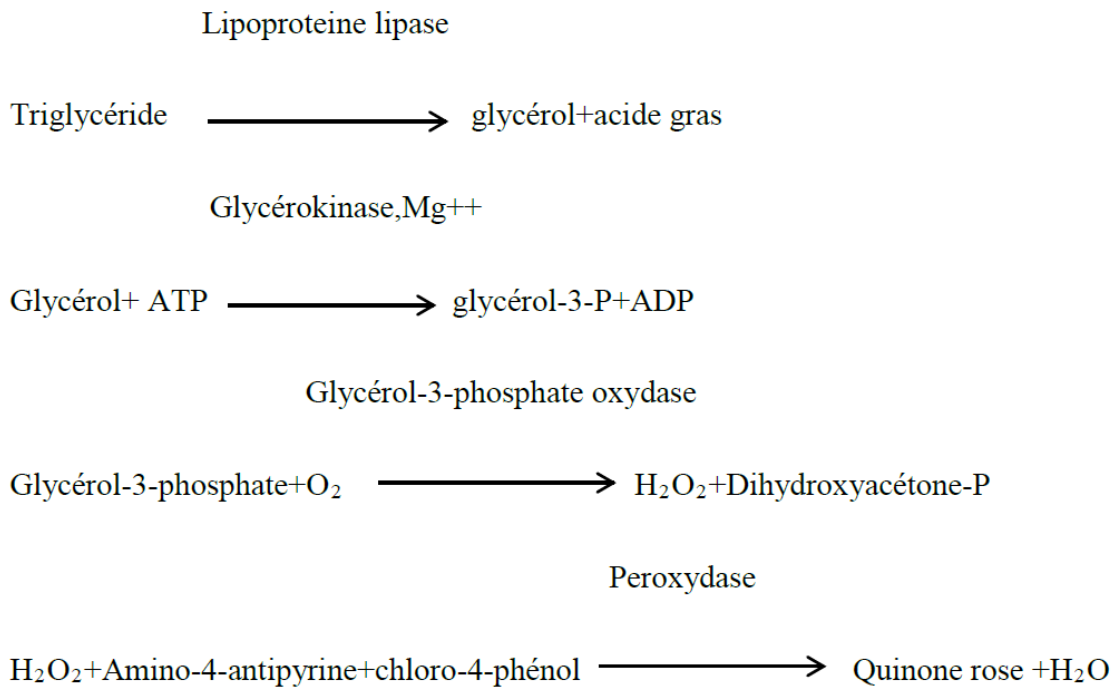 Lipoproteine lipase
Triglycéride glycérol+acide gras
Glycérokinase,Mg++
Glycérol+ ATP glycérol-3-P+ADP
Glycérol-3-phosphate oxydase
Glycérol-3-phosphate+O₂ H₂O₂+Dihydroxyacétone-P
Peroxydase
H₂O₂+Amino-4-antipyrine+chloro-4-phénol Quinone rose +H₂O